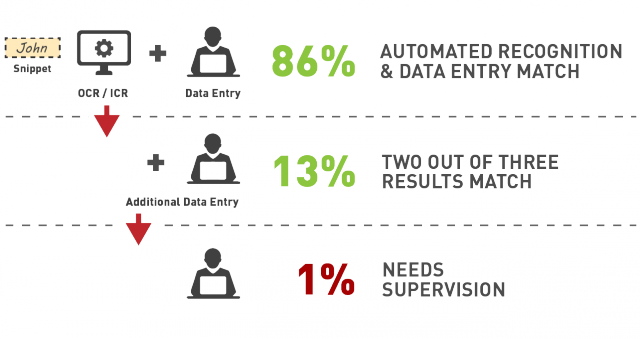 John
Snippet
OCR / ICR
+
Data Entry
86%
AUTOMATED RECOGNITION
& DATA ENTRY MATCH
+
Additional Data Entry
13%
TWO OUT OF THREE
RESULTS MATCH
1%
NEEDS
SUPERVISION